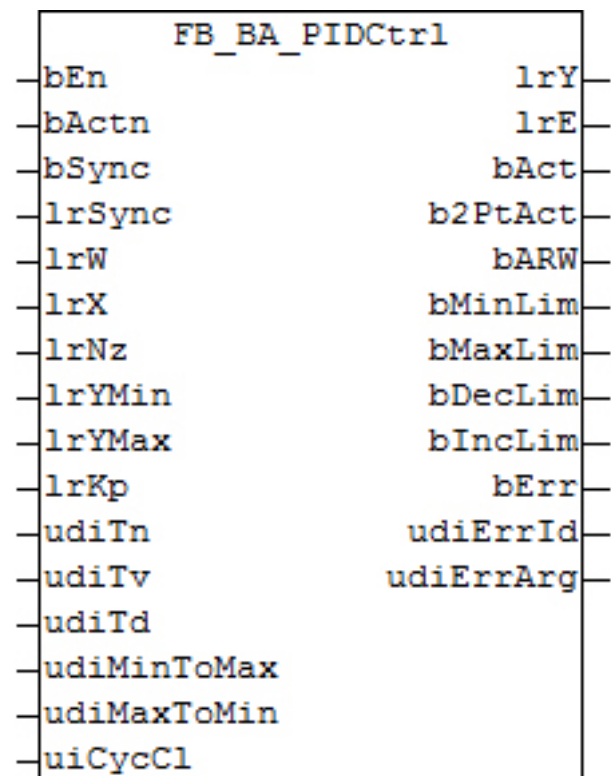 FB_BA_PIDCtrl
bEn lrY
bActn lrE
bSync bAct
lrSync b2PtAct
lrW bARW
lrX bMinLim
lrNz bMaxLim
lrYMin bDecLim
lrYMax bIncLim
lrKp bErr
udiTn udiErrId
udiTv udiErrArg
udiTd
udiMinToMax
udiMaxToMin
uiCycCl